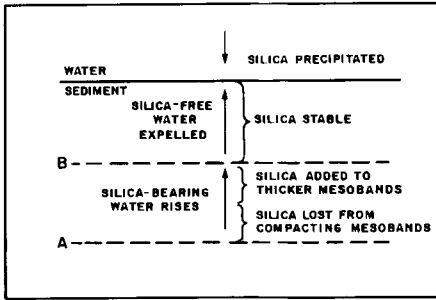 SILICA PRECIPITATED
WATER
SEDIMENT
SILICA-FREE
WATER
EXPELLED
SILICA STABLE
B
SILICA-BEARING
WATER RISES
SILICA ADDED TO
THICKER MESOBANDS
SILICA LOST FROM
COMPACTING MESOBANDS
A